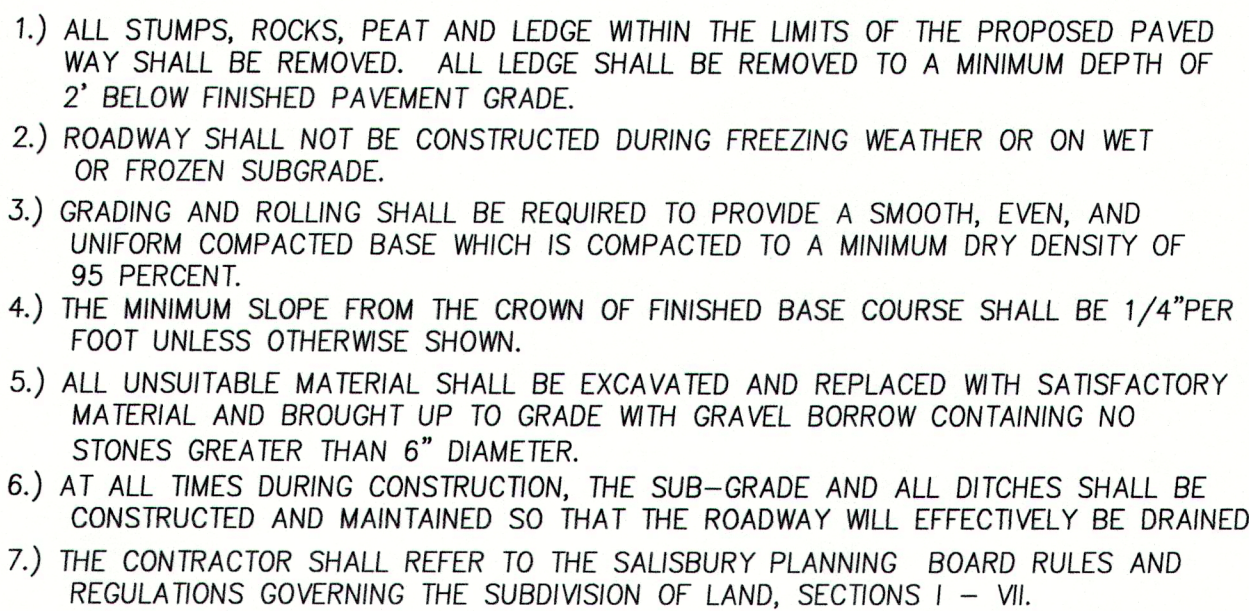 1.) ALL STUMPS, ROCKS, PEAT AND LEDGE WITHIN THE LIMITS OF THE PROPOSED PAVED
WAY SHALL BE REMOVED. ALL LEDGE SHALL BE REMOVED TO A MINIMUM DEPTH OF
2' BELOW FINISHED PAVEMENT GRADE.
2.) ROADWAY SHALL NOT BE CONSTRUCTED DURING FREEZING WEATHER OR ON WET
OR FROZEN SUBGRADE.
3.) GRADING AND ROLLING SHALL BE REQUIRED TO PROVIDE A SMOOTH, EVEN, AND
UNIFORM COMPACTED BASE WHICH IS COMPACTED TO A MINIMUM DRY DENSITY OF
95 PERCENT.
4.) THE MINIMUM SLOPE FROM THE CROWN OF FINISHED BASE COURSE SHALL BE 1/4"PER
FOOT UNLESS OTHERWISE SHOWN.
5.) ALL UNSUITABLE MATERIAL SHALL BE EXCAVATED AND REPLACED WITH SATISFACTORY
MATERIAL AND BROUGHT UP TO GRADE WITH GRAVEL BORROW CONTAINING NO
STONES GREATER THAN 6" DIAMETER.
6.) AT ALL TIMES DURING CONSTRUCTION, THE SUB-GRADE AND ALL DITCHES SHALL BE
CONSTRUCTED AND MAINTAINED SO THAT THE ROADWAY WILL EFFECTIVELY BE DRAINED
7.) THE CONTRACTOR SHALL REFER TO THE SALISBURY PLANNING BOARD RULES AND
REGULATIONS GOVERNING THE SUBDIVISION OF LAND, SECTIONS I - VII.